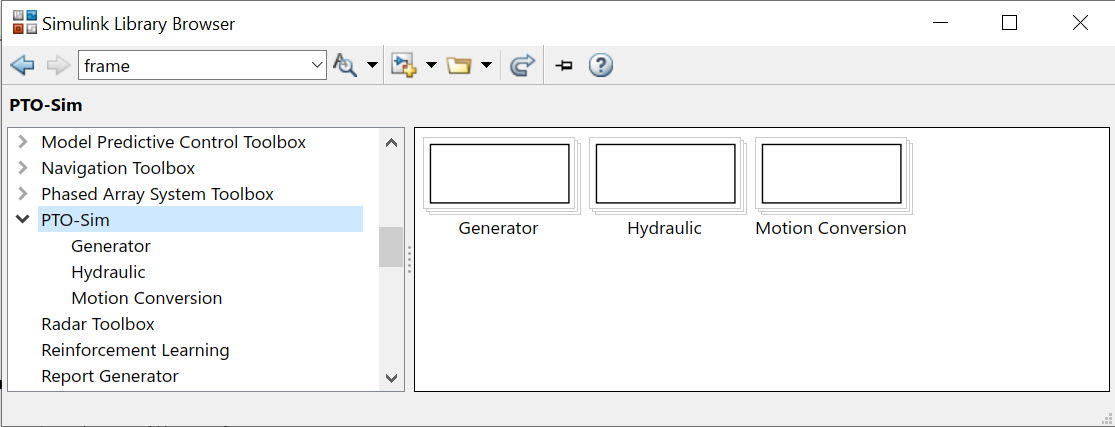 Simulink Library Browser
frame
PTO-Sim
Model Predictive Control Toolbox
Navigation Toolbox
Phased Array System Toolbox
PTO-Sim
Generator
Hydraulic
Motion Conversion
Radar Toolbox
Reinforcement Learning
Report Generator
Generator
Hydraulic
Motion Conversion